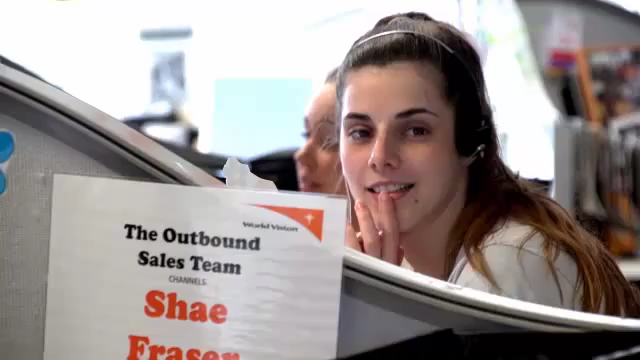 World Vision
The Outbound
Sales Team
CHANNELS
Shae
Fraser